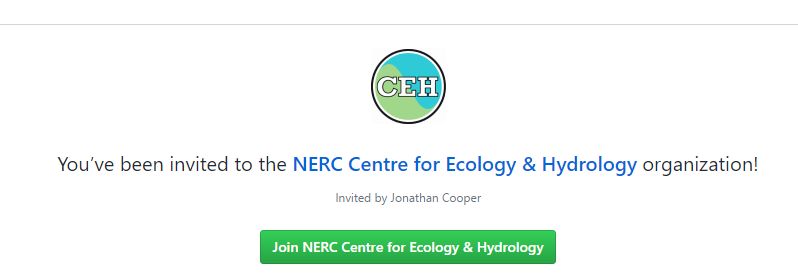 CEH
You’ve been invited to the NERC Centre for Ecology & Hydrology organization!
Invited by Jonathan Cooper
Join NERC Centre for Ecology & Hydrology